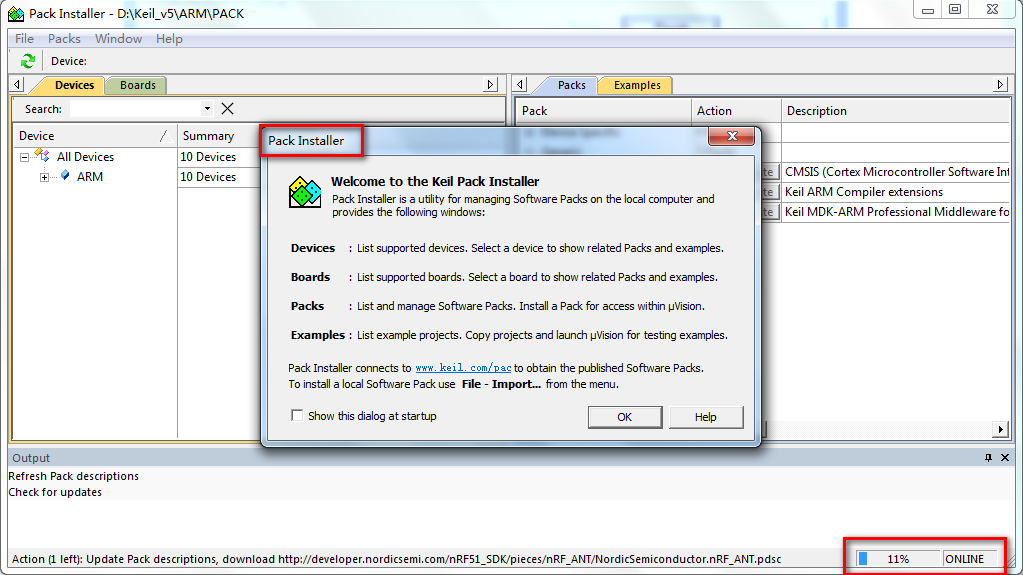 Pack Installer - D:\Keil_v5\ARM\PACK
File Packs Window Help
Device:
Devices Boards
Packs Examples
Search:
Pack Action Description
Device Summary
All Devices 10 Devices
ARM 10 Devices
CMSIS (Cortex Microcontroller Software Int
Keil ARM Compiler extensions
Keil MDK-ARM Professional Middleware fo
Pack Installer
Welcome to the Keil Pack Installer
Pack Installer is a utility for managing Software Packs on the local computer and
provides the following windows:
Devices : List supported devices. Select a device to show related Packs and examples.
Boards : List supported boards. Select a board to show related Packs and examples.
Packs : List and manage Software Packs. Install a Pack for access within µVision.
Examples : List example projects. Copy projects and launch µVision for testing examples.
Pack Installer connects to www.keil.com/pac to obtain the published Software Packs.
To install a local Software Pack use File - Import... from the menu.
Show this dialog at startup
OK Help
Output
Refresh Pack descriptions
Check for updates
Action (1 left): Update Pack descriptions, download http://developer.nordicsemi.com/nRF51_SDK/pieces/nRF_ANT/NordicSemiconductor.nRF_ANT.pdsc
11% ONLINE